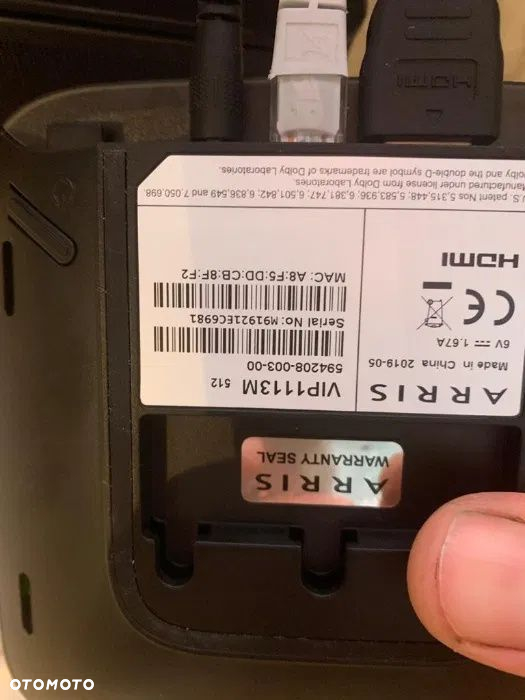 ARRIS
WARRANTY SEAL
ARRIS
Made in China 2019-05
6V ⎓ 1.67A
CE
HDMI
VIP1113M 512
594208-003-00
Serial No: M91921EC6981
MAC: A8:F5:DD:CB:8F:F2
U.S. patent Nos 5,315,448; 5,583,936; 6,381,747; 6,501,842; 6,836,549 and 7,050,698.
Manufactured under license from Dolby Laboratories.
Dolby and the double-D symbol are trademarks of Dolby Laboratories.
HDMI
OTOMOTO